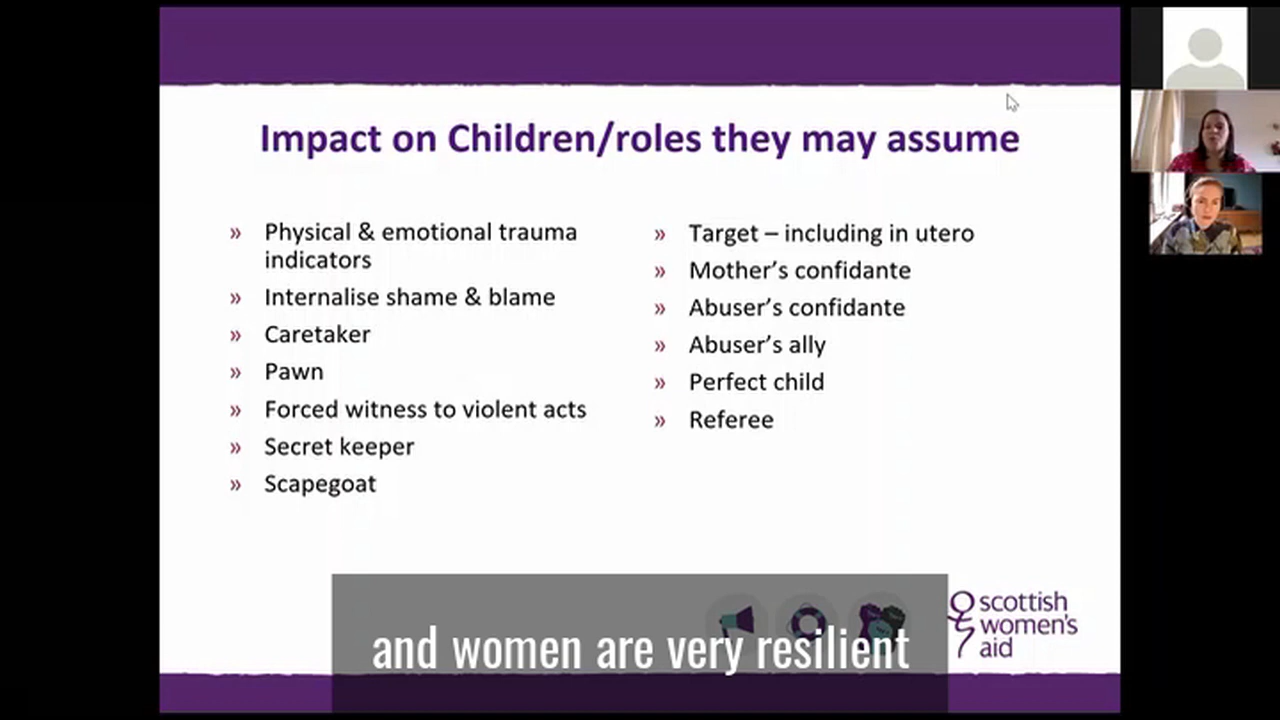 Impact on Children/roles they may assume
» Physical & emotional trauma
indicators
» Internalise shame & blame
» Caretaker
» Pawn
» Forced witness to violent acts
» Secret keeper
» Scapegoat
» Target – including in utero
» Mother’s confidante
» Abuser’s confidante
» Abuser’s ally
» Perfect child
» Referee
scottish
women's
aid
and women are very resilient